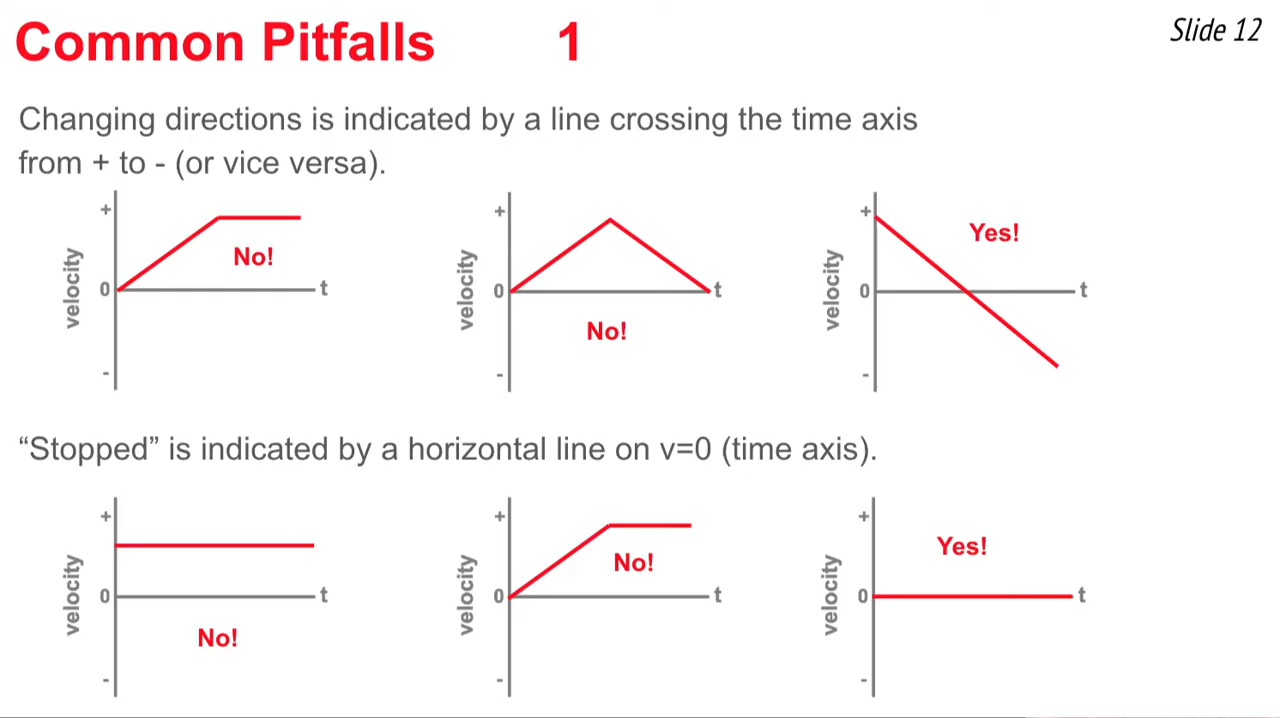 Common Pitfalls 1
Slide 12
Changing directions is indicated by a line crossing the time axis
from + to - (or vice versa).
+
velocity
0
-
t
No!
+
velocity
0
-
t
No!
+
velocity
0
-
t
Yes!
“Stopped” is indicated by a horizontal line on v=0 (time axis).
+
velocity
0
-
t
No!
+
velocity
0
-
t
No!
+
velocity
0
-
t
Yes!